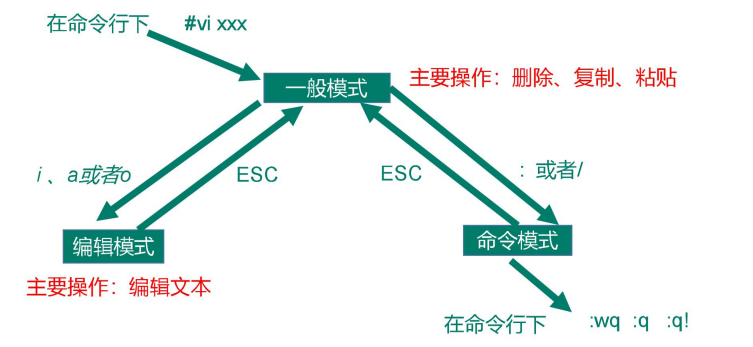 在命令行下 #vi xxx
一般模式
主要操作：删除、复制、粘贴
i 、a或者o
ESC
ESC
: 或者/
编辑模式
命令模式
主要操作：编辑文本
在命令行下 :wq :q :q!